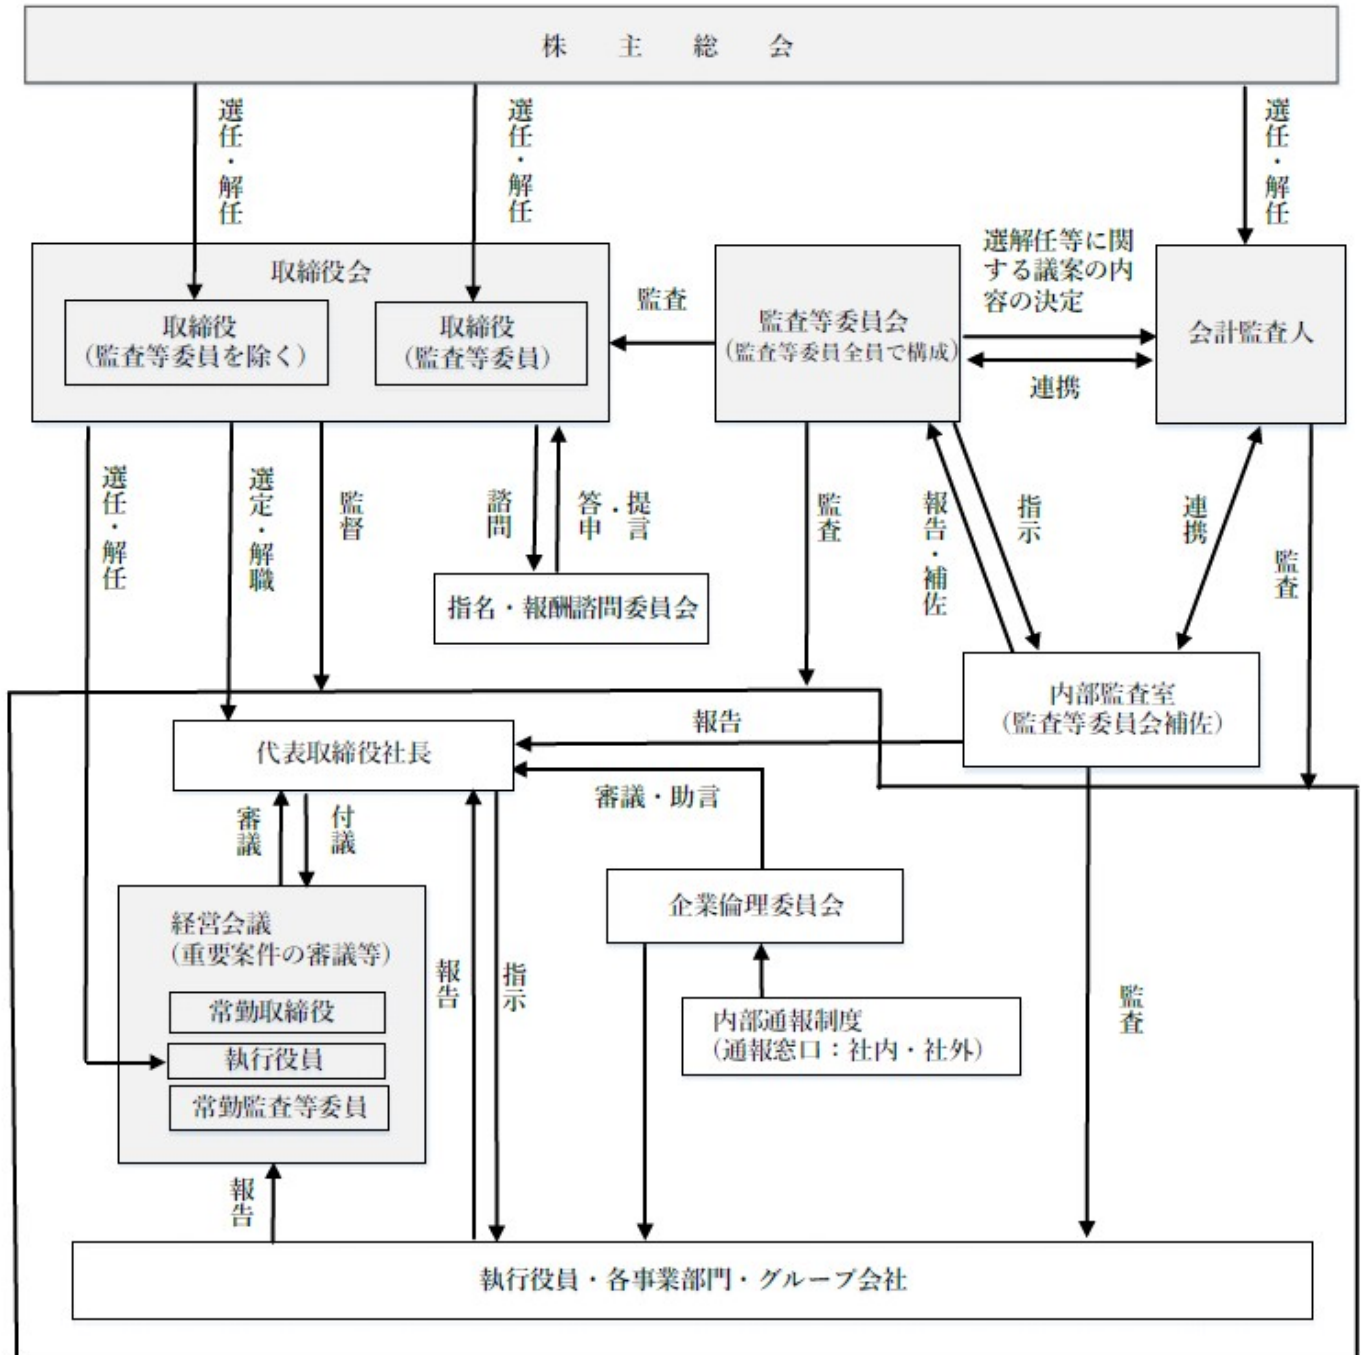 株　主　総　会
選任・解任
選任・解任
選任・解任
取締役会
取締役
(監査等委員を除く)
取締役
(監査等委員)
監査
監査等委員会
(監査等委員全員で構成)
選解任等に関
する議案の内
容の決定
連携
会計監査人
選任・解任
選定・解職
監督
諮問
答申・提言
監査
報告・補佐
指示
連携
監査
指名・報酬諮問委員会
内部監査室
(監査等委員会補佐)
報告
代表取締役社長
審議・助言
審議
付議
企業倫理委員会
経営会議
(重要案件の審議等)
常勤取締役
執行役員
常勤監査等委員
報告
指示
内部通報制度
(通報窓口：社内・社外)
監査
報告
執行役員・各事業部門・グループ会社